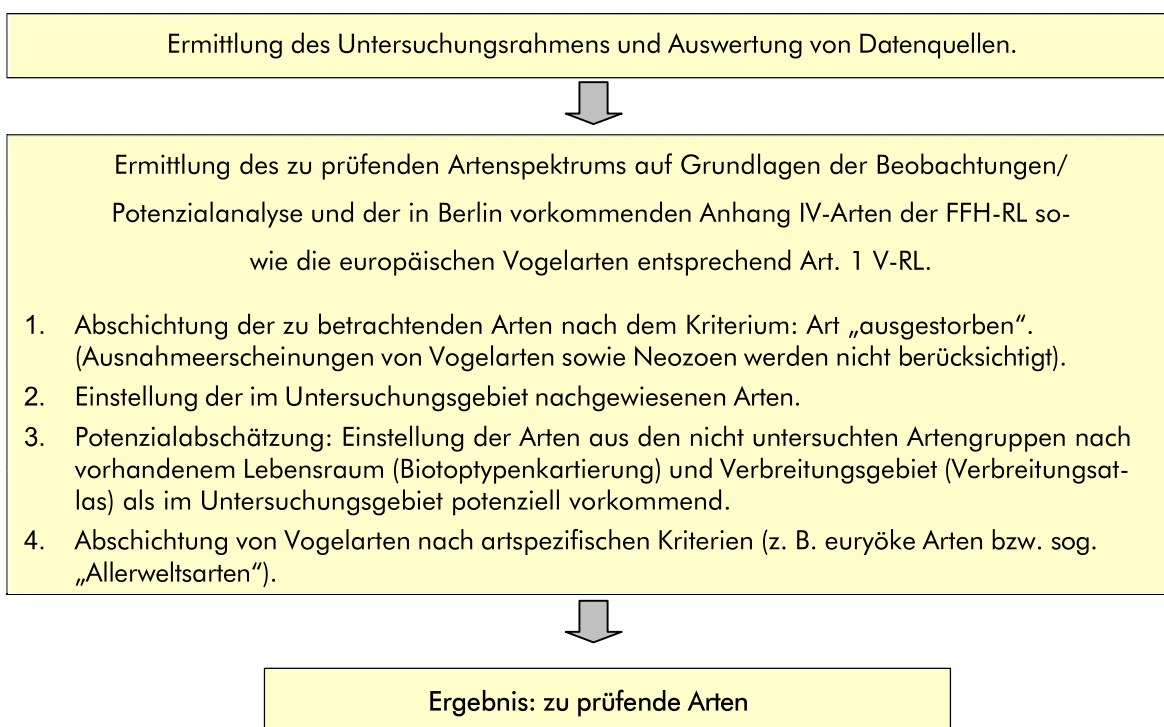 Ermittlung des Untersuchungsrahmens und Auswertung von Datenquellen.
Ermittlung des zu prüfenden Artenspektrums auf Grundlagen der Beobachtungen/
Potenzialanalyse und der in Berlin vorkommenden Anhang IV-Arten der FFH-RL so-
wie die europäischen Vogelarten entsprechend Art. 1 V-RL.
1. Abschichtung der zu betrachtenden Arten nach dem Kriterium: Art „ausgestorben“.
(Ausnahmeerscheinungen von Vogelarten sowie Neozoen werden nicht berücksichtigt).
2. Einstellung der im Untersuchungsgebiet nachgewiesenen Arten.
3. Potenzialabschätzung: Einstellung der Arten aus den nicht untersuchten Artengruppen nach
vorhandenem Lebensraum (Biotoptypenkartierung) und Verbreitungsgebiet (Verbreitungsat-
las) als im Untersuchungsgebiet potenziell vorkommend.
4. Abschichtung von Vogelarten nach artspezifischen Kriterien (z. B. euryöke Arten bzw. sog.
„Allerweltsarten“).
Ergebnis: zu prüfende Arten